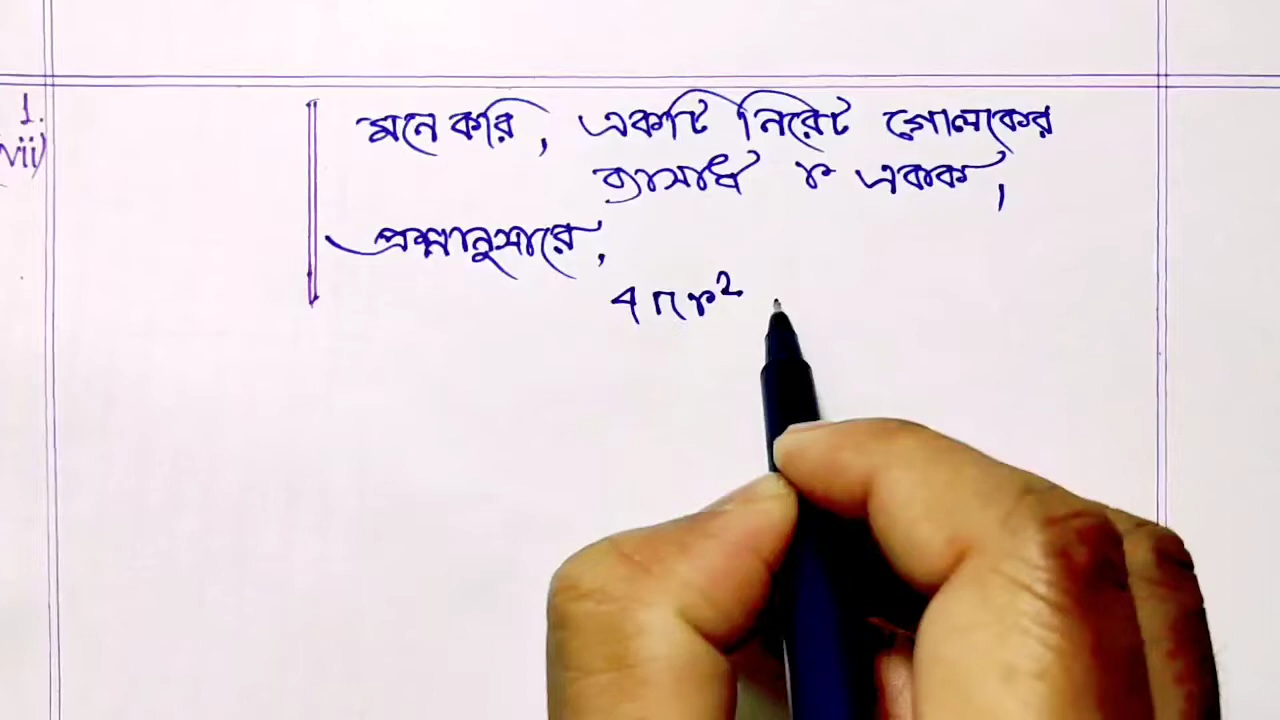 1.
vii)
মনেকরি, একটি নিরেট গোলকের
ব্যাসার্ধ r একক,
প্রশ্নানুসারে,
4πr²